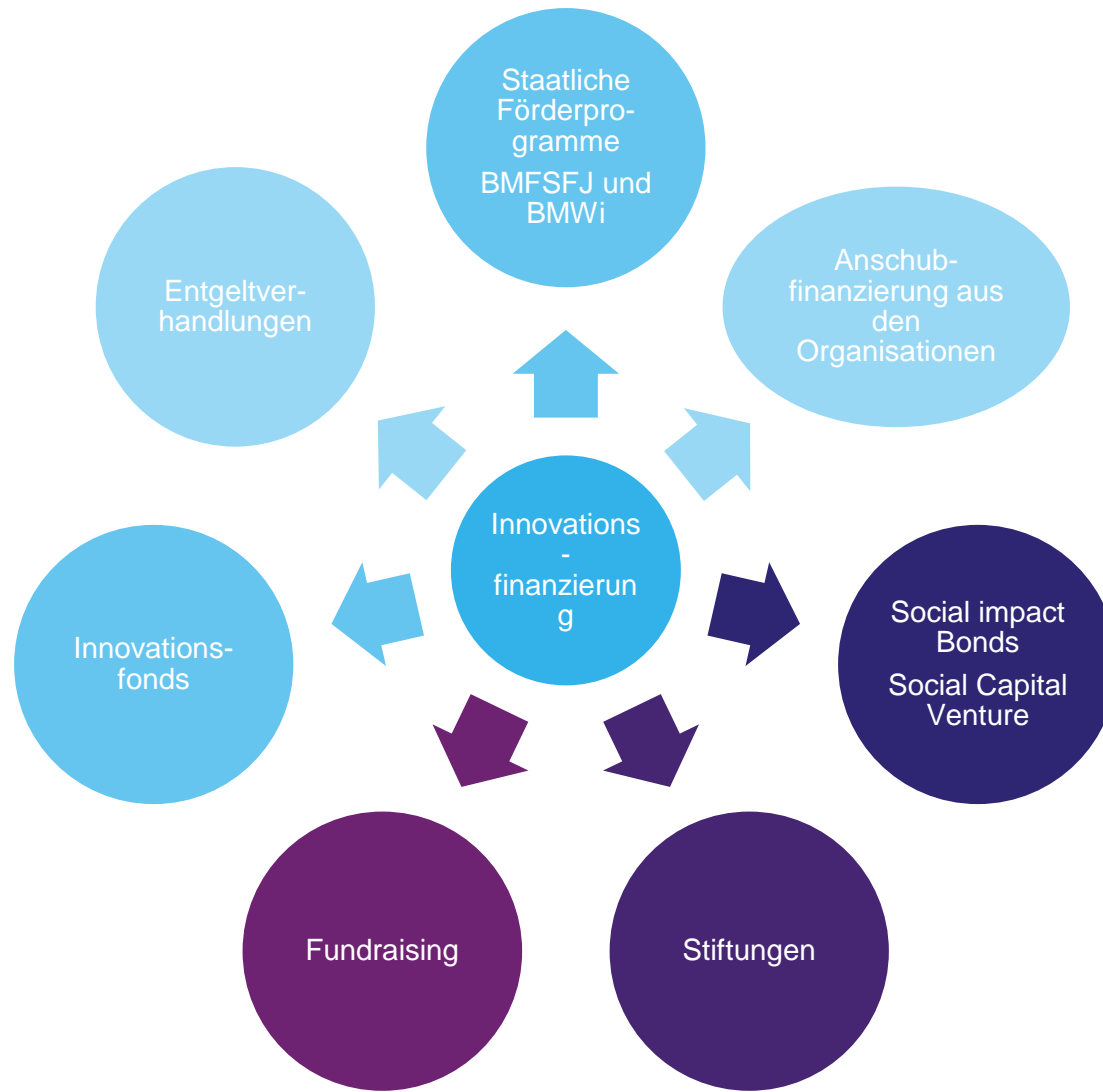 Staatliche
Förderpro-
gramme
BMFSFJ und
BMWi
Anschub-
finanzierung aus
den
Organisationen
Entgeltver-
handlungen
Innovations
-
finanzierun
g
Social impact
Bonds
Social Capital
Venture
Innovations-
fonds
Fundraising
Stiftungen